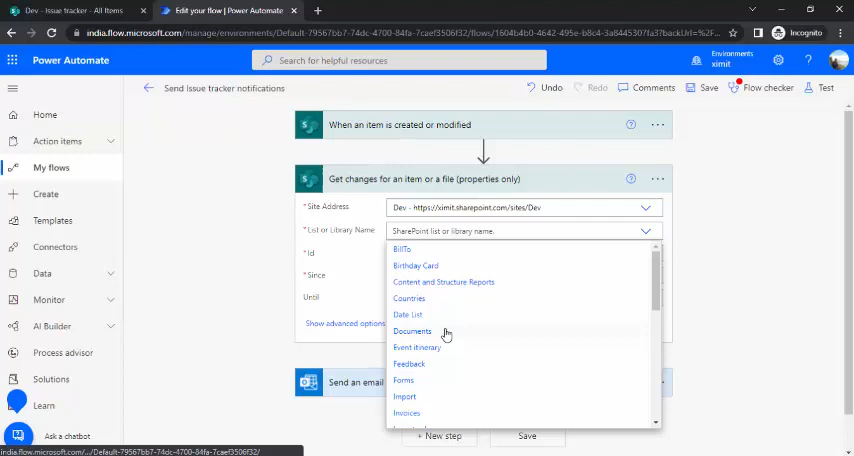 Dev - Issue tracker - All Items
Edit your flow | Power Automate
india.flow.microsoft.com/manage/environments/Default-79567bb7-74dc-4700-84fa-7caef3506f32/flows/1604b4b0-4642-495e-b8c4-3a8445307fa3?backUrl=%2F...
Incognito
Power Automate
Search for helpful resources
Environments
ximit
Send Issue tracker notifications
Undo
Redo
Comments
Save
Flow checker
Test
Home
Action items
My flows
Create
Templates
Connectors
Data
Monitor
AI Builder
Process advisor
Solutions
Learn
Ask a chatbot
When an item is created or modified
Get changes for an item or a file (properties only)
* Site Address
Dev - https://ximit.sharepoint.com/sites/Dev
* List or Library Name
SharePoint list or library name.
* Id
* Since
Until
Show advanced options
BillTo
Birthday Card
Content and Structure Reports
Countries
Date List
Documents
Event itinerary
Feedback
Forms
Import
Invoices
Send an email
+ New step
Save
india.flow.microsoft.com/.../Default-79567bb7-74dc-4700-84fa-7caef3506f32/